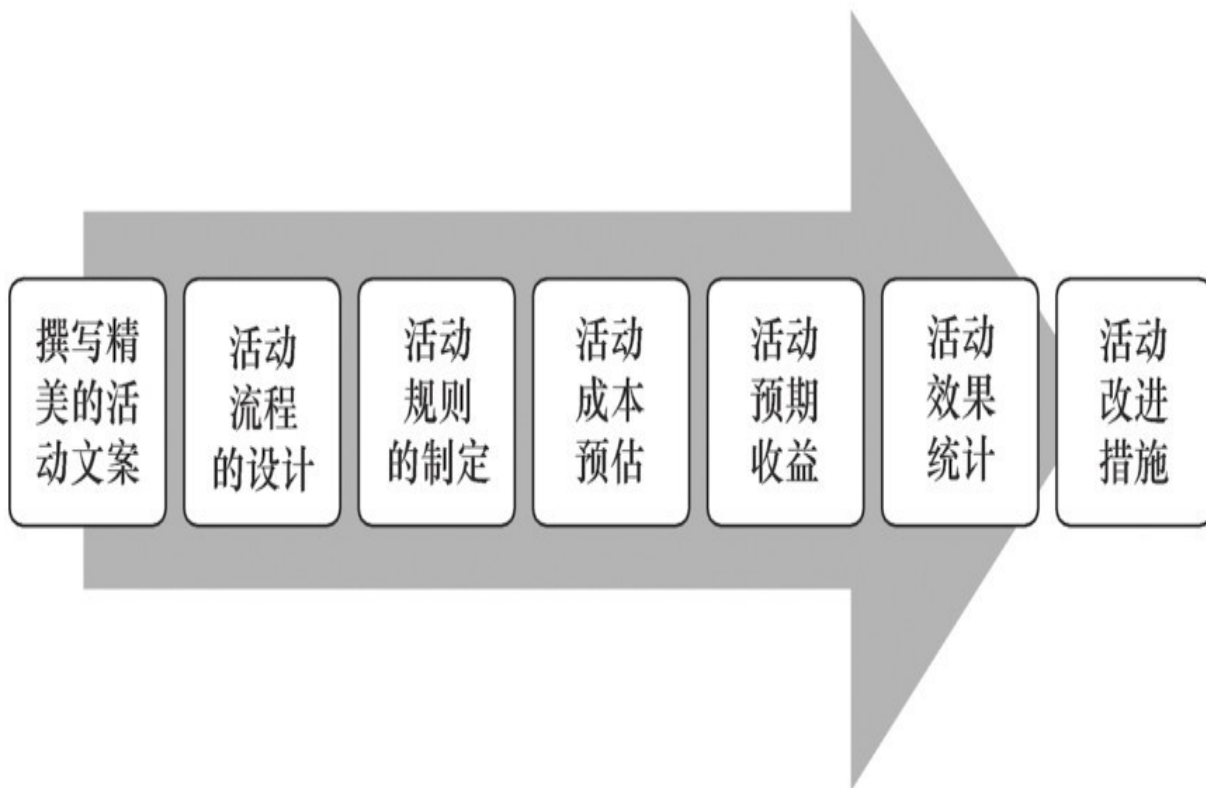 撰写精
美的活
动文案
活动
流程
的设计
活动
规则
的制定
活动
成本
预估
活动
预期
收益
活动
效果
统计
活动
改进
措施